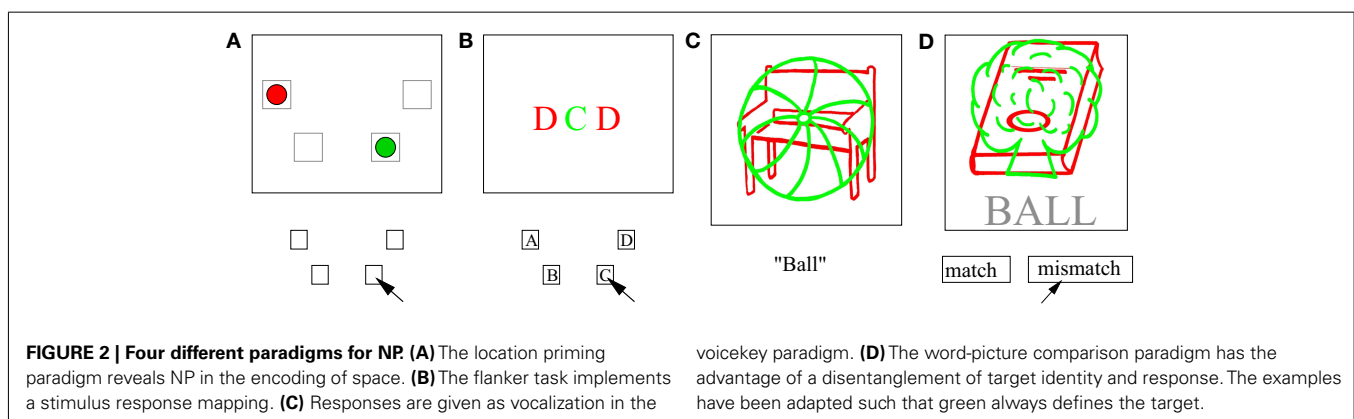 A
B
C
D
D C D
BALL
A
D
B
C
"Ball"
match
mismatch
FIGURE 2 | Four different paradigms for NP. (A) The location priming
paradigm reveals NP in the encoding of space. (B) The flanker task implements
a stimulus response mapping. (C) Responses are given as vocalization in the
voicekey paradigm. (D) The word-picture comparison paradigm has the
advantage of a disentanglement of target identity and response. The examples
have been adapted such that green always defines the target.